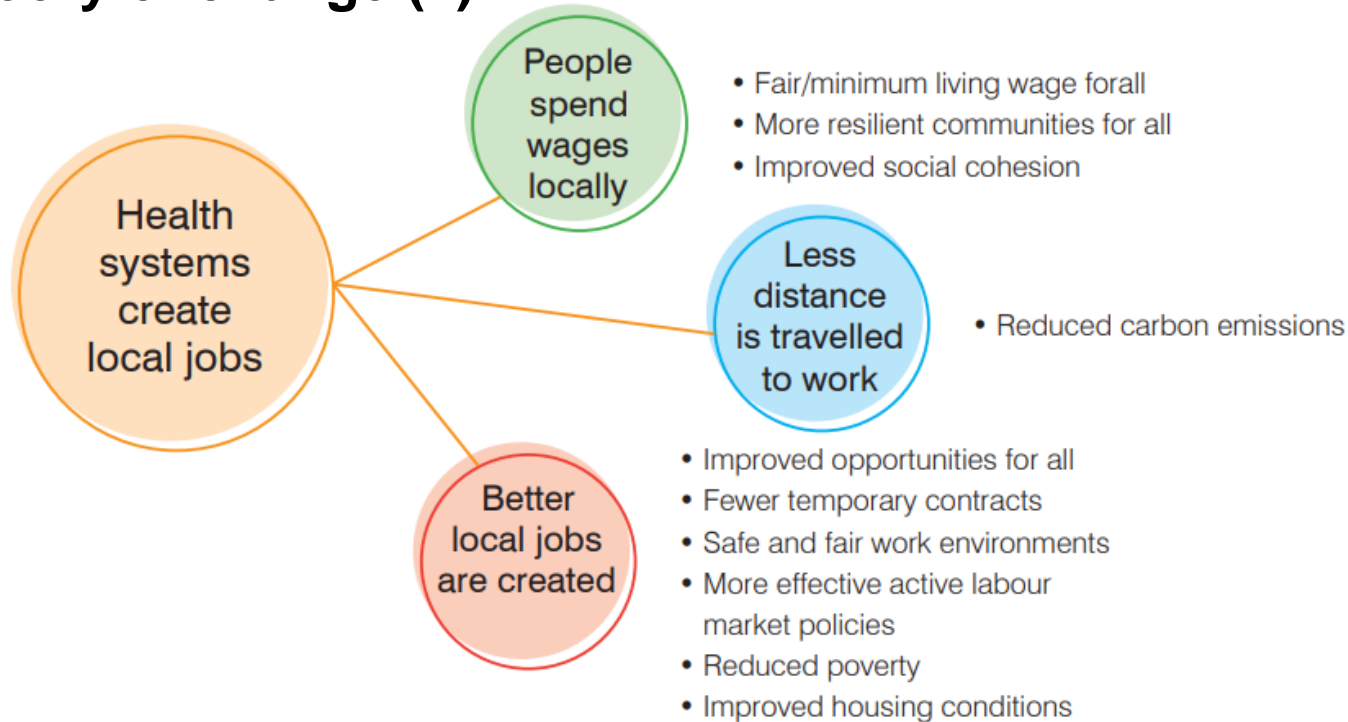 Health
systems
create
local jobs
People
spend
wages
locally
• Fair/minimum living wage forall
• More resilient communities for all
• Improved social cohesion
Less
distance
is travelled
to work
• Reduced carbon emissions
Better
local jobs
are created
• Improved opportunities for all
• Fewer temporary contracts
• Safe and fair work environments
• More effective active labour
market policies
• Reduced poverty
• Improved housing conditions